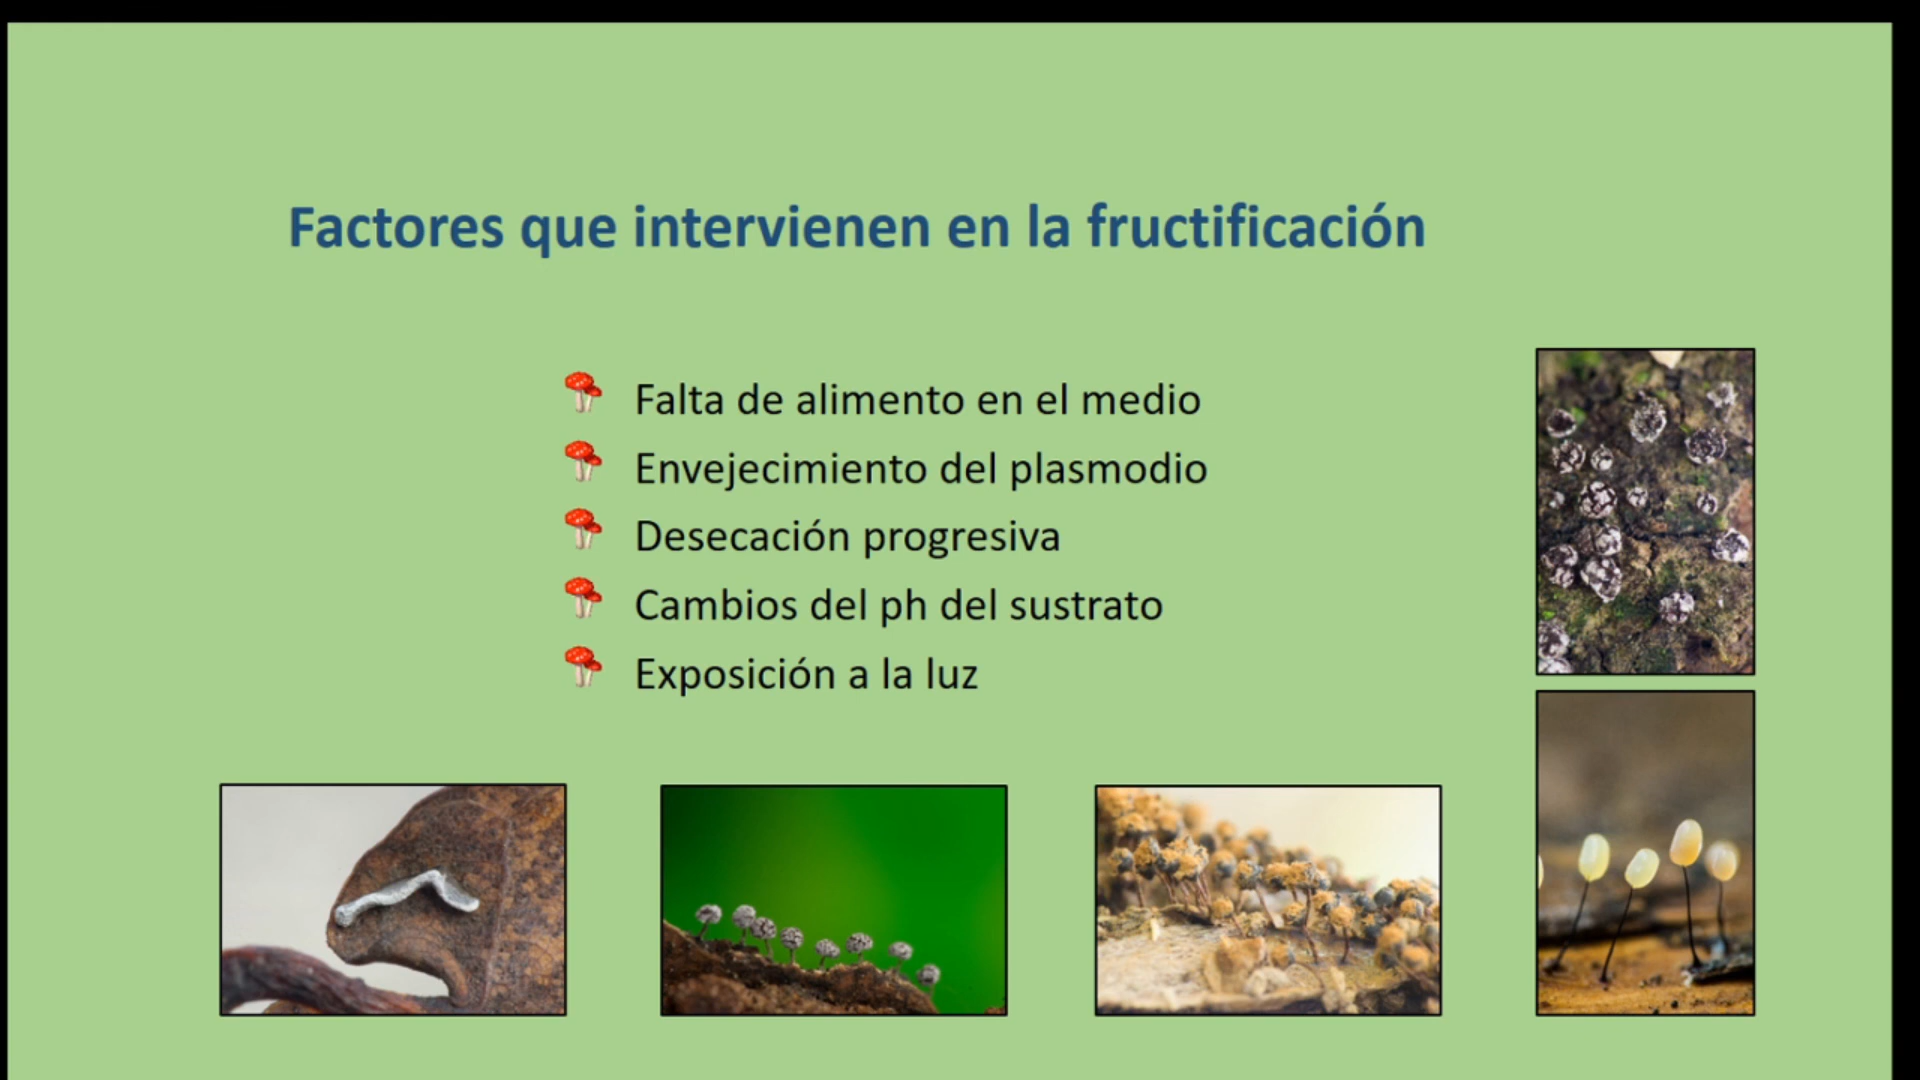 Factores que intervienen en la fructificación
Falta de alimento en el medio
Envejecimiento del plasmodio
Desecación progresiva
Cambios del ph del sustrato
Exposición a la luz